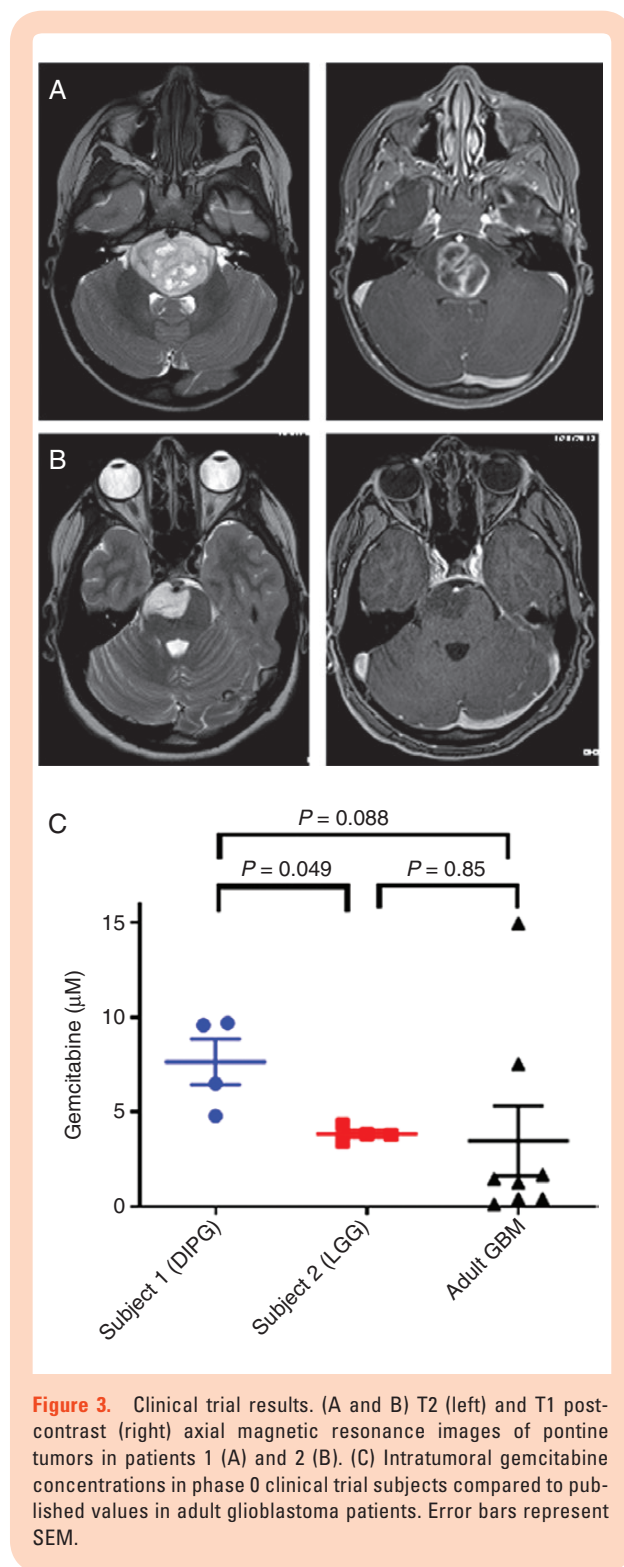 A
B
C
P = 0.088
P = 0.049
P = 0.85
15
10
5
0
Gemcitabine (μM)
Subject 1 (DIPG)
Subject 2 (LGG)
Adult GBM
Figure 3. Clinical trial results. (A and B) T2 (left) and T1 post-
contrast (right) axial magnetic resonance images of pontine
tumors in patients 1 (A) and 2 (B). (C) Intratumoral gemcitabine
concentrations in phase 0 clinical trial subjects compared to pub-
lished values in adult glioblastoma patients. Error bars represent
SEM.